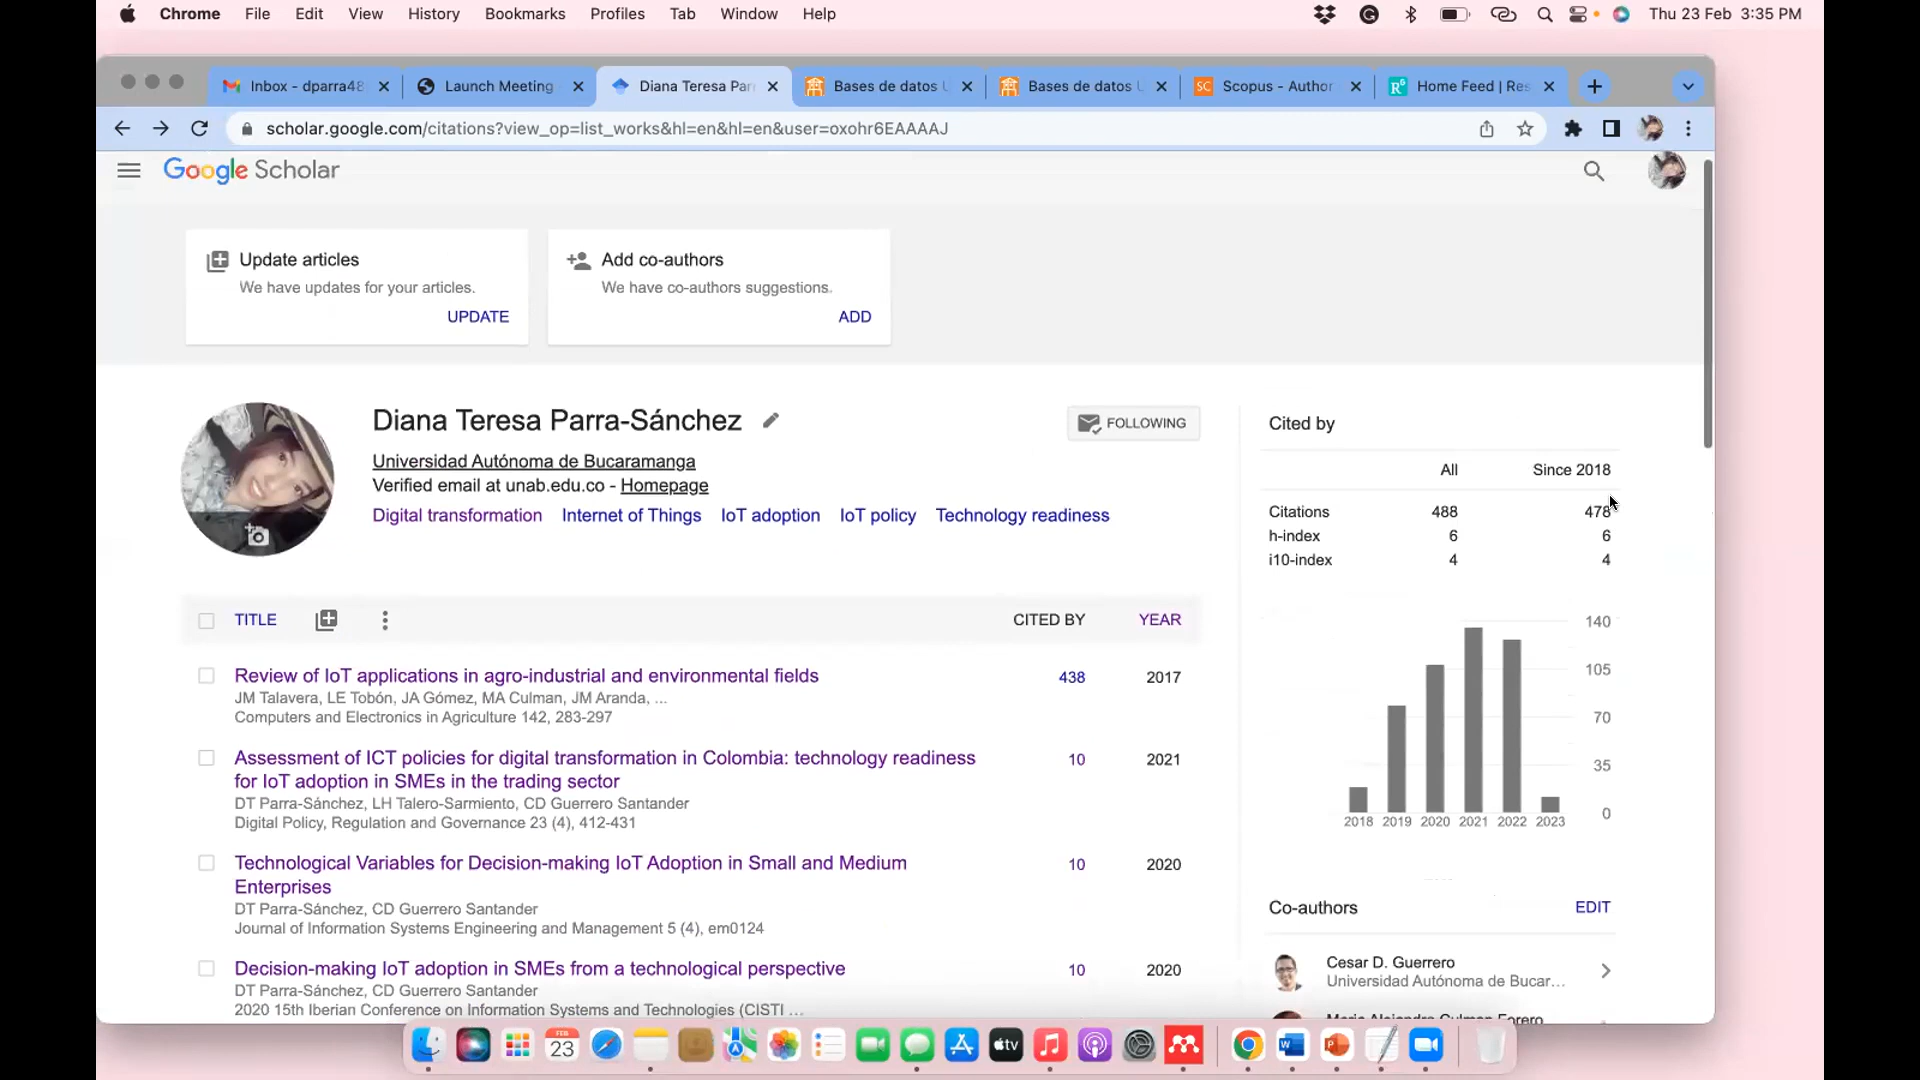 Chrome File Edit View History Bookmarks Profiles Tab Window Help Thu 23 Feb 3:35 PM
Inbox - dparra48 Launch Meeting Diana Teresa Par Bases de datos U Bases de datos U SC Scopus - Author Home Feed | Res
scholar.google.com/citations?view_op=list_works&hl=en&hl=en&user=oxohr6EAAAAJ
Google Scholar
Update articles
We have updates for your articles.
UPDATE
Add co-authors
We have co-authors suggestions.
ADD
Diana Teresa Parra-Sánchez
FOLLOWING
Universidad Autónoma de Bucaramanga
Verified email at unab.edu.co - Homepage
Digital transformation Internet of Things IoT adoption IoT policy Technology readiness
TITLE CITED BY YEAR
Review of IoT applications in agro-industrial and environmental fields 438 2017
JM Talavera, LE Tobón, JA Gómez, MA Culman, JM Aranda, ...
Computers and Electronics in Agriculture 142, 283-297
Assessment of ICT policies for digital transformation in Colombia: technology readiness 10 2021
for IoT adoption in SMEs in the trading sector
DT Parra-Sánchez, LH Talero-Sarmiento, CD Guerrero Santander
Digital Policy, Regulation and Governance 23 (4), 412-431
Technological Variables for Decision-making IoT Adoption in Small and Medium 10 2020
Enterprises
DT Parra-Sánchez, CD Guerrero Santander
Journal of Information Systems Engineering and Management 5 (4), em0124
Decision-making IoT adoption in SMEs from a technological perspective 10 2020
DT Parra-Sánchez, CD Guerrero Santander
2020 15th Iberian Conference on Information Systems and Technologies (CISTI ...
Cited by
All Since 2018
Citations 488 478
h-index 6 6
i10-index 4 4
140
105
70
35
0
2018 2019 2020 2021 2022 2023
Co-authors EDIT
Cesar D. Guerrero
Universidad Autónoma de Bucar...
FEB
23
tv